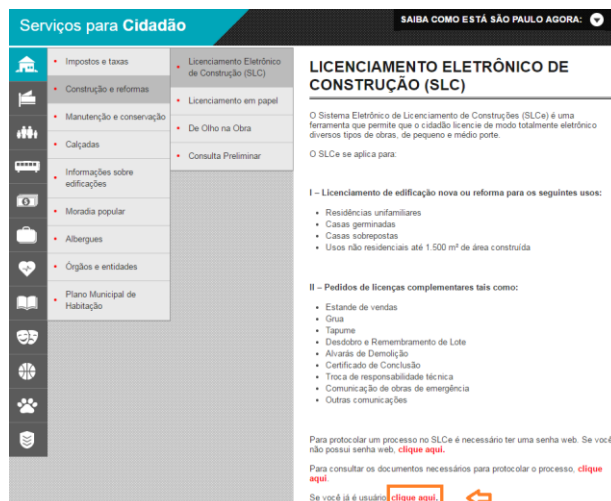 Serviços para Cidadão
SAIBA COMO ESTÁ SÃO PAULO AGORA:
Impostos e taxas
Construção e reformas
Manutenção e conservação
Calçadas
Informações sobre
edificações
Moradia popular
Albergues
Órgãos e entidades
Plano Municipal de
Habitação
Licenciamento Eletrônico
de Construção (SLC)
Licenciamento em papel
De Olho na Obra
Consulta Preliminar
LICENCIAMENTO ELETRÔNICO DE
CONSTRUÇÃO (SLC)
O Sistema Eletrônico de Licenciamento de Construções (SLCe) é uma
ferramenta que permite que o cidadão licencie de modo totalmente eletrônico
diversos tipos de obras, de pequeno e médio porte.
O SLCe se aplica para:
I – Licenciamento de edificação nova ou reforma para os seguintes usos:
Residências unifamiliares
Casas germinadas
Casas sobrepostas
Usos não residenciais até 1.500 m² de área construída
II – Pedidos de licenças complementares tais como:
Estande de vendas
Grua
Tapume
Desdobro e Remembramento de Lote
Alvarás de Demolição
Certificado de Conclusão
Troca de responsabilidade técnica
Comunicação de obras de emergência
Outras comunicações
Para protocolar um processo no SLCe é necessário ter uma senha web. Se você
não possui senha web, clique aqui.
Para consultar os documentos necessários para protocolar o processo, clique
aqui.
Se você já é usuário clique aqui.